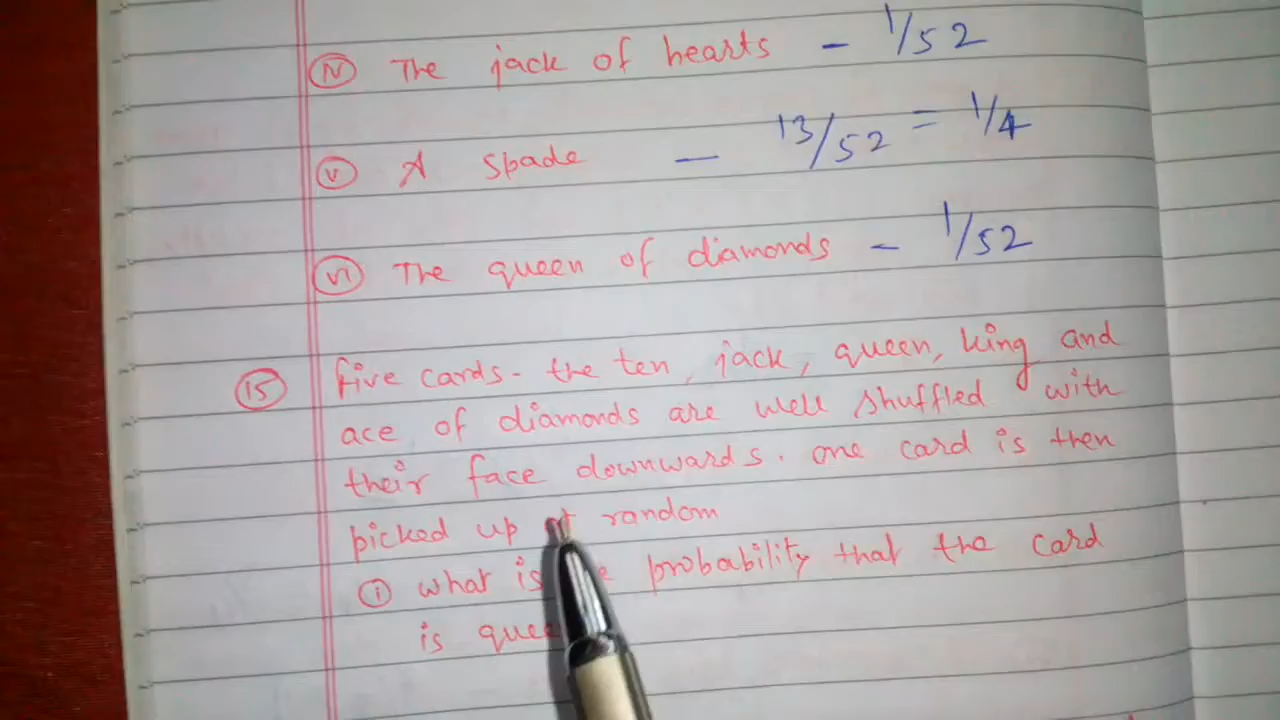 (IV) The jack of hearts - 1/52
(V) A spade - 13/52 = 1/4
(VI) The queen of diamonds - 1/52
(15) Five cards - the ten, jack, queen, king and
ace of diamonds are well shuffled with
their face downwards. one card is then
picked up at random
(i) what is probability that the card
is